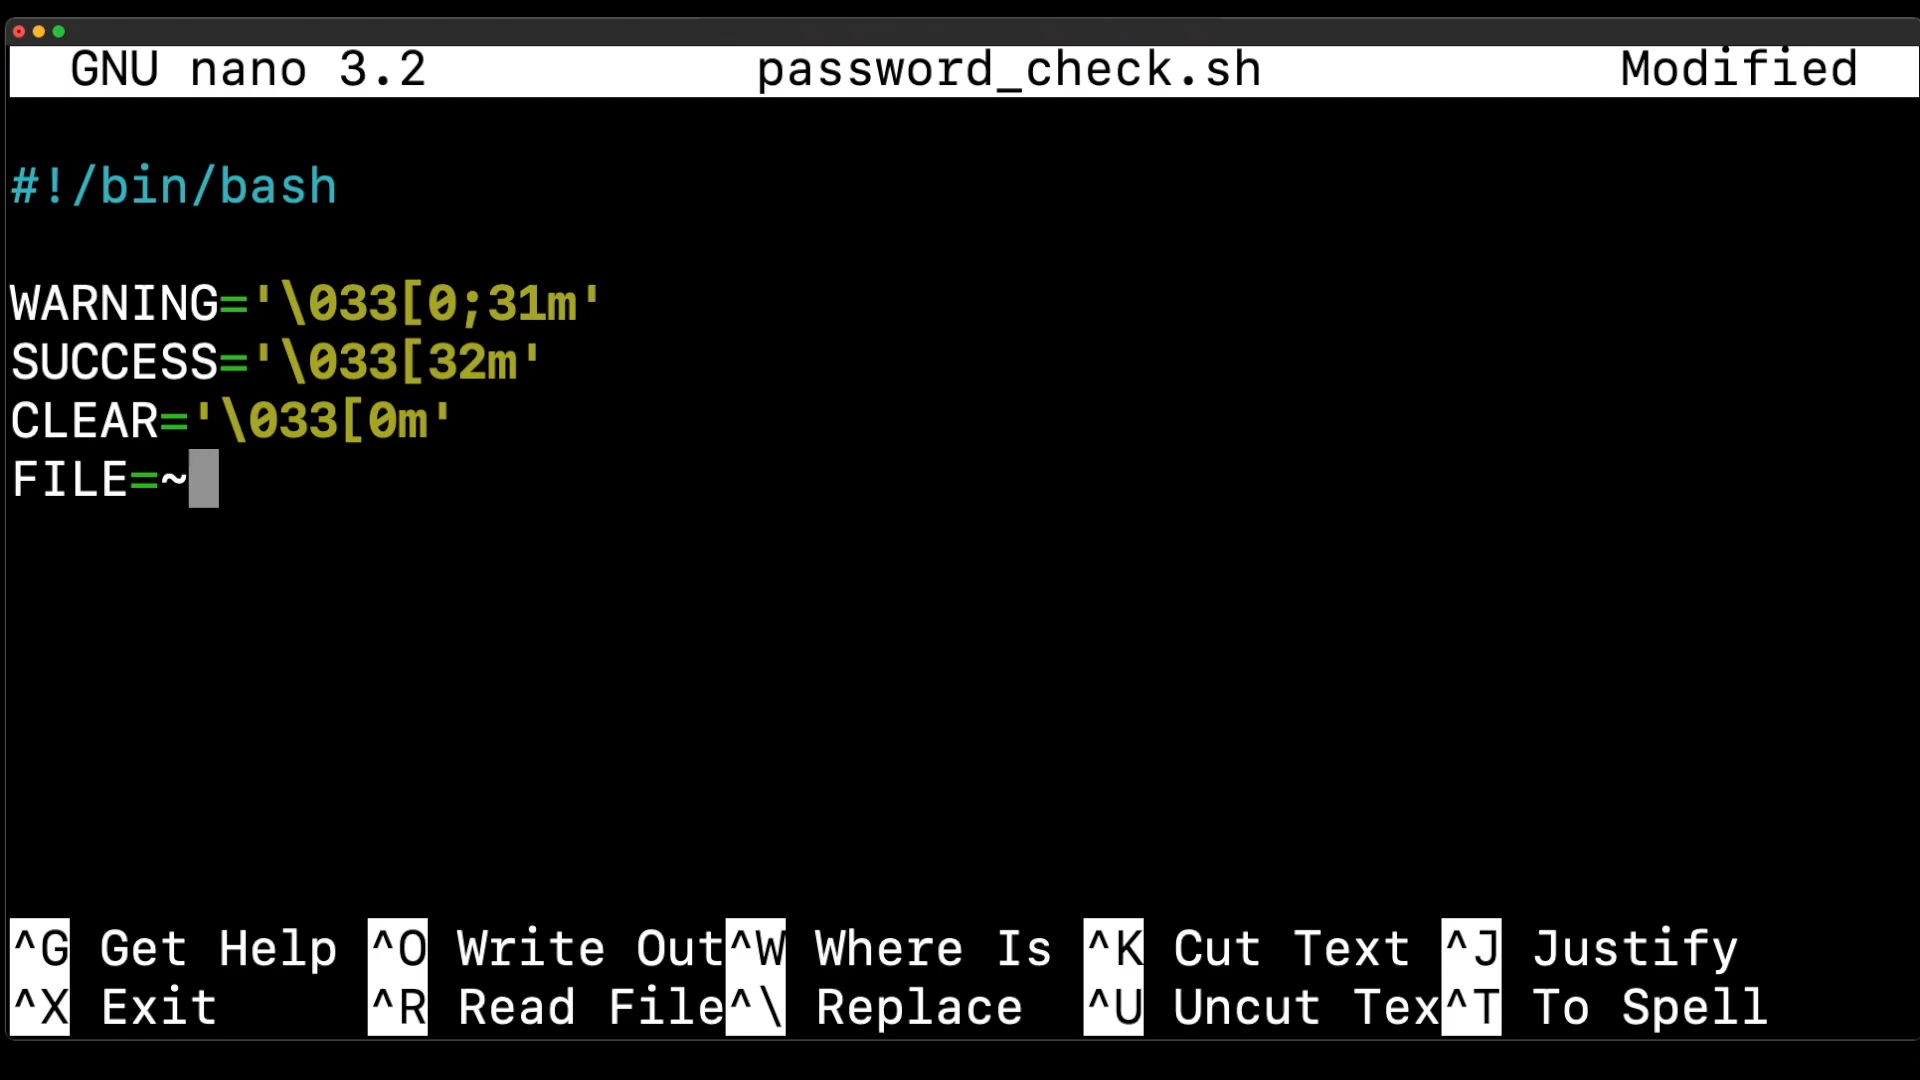 GNU nano 3.2 password_check.sh Modified
#!/bin/bash
WARNING='\033[0;31m'
SUCCESS='\033[32m'
CLEAR='\033[0m'
FILE=~
^G Get Help ^O Write Out ^W Where Is ^K Cut Text ^J Justify
^X Exit ^R Read File ^\ Replace ^U Uncut Tex ^T To Spell